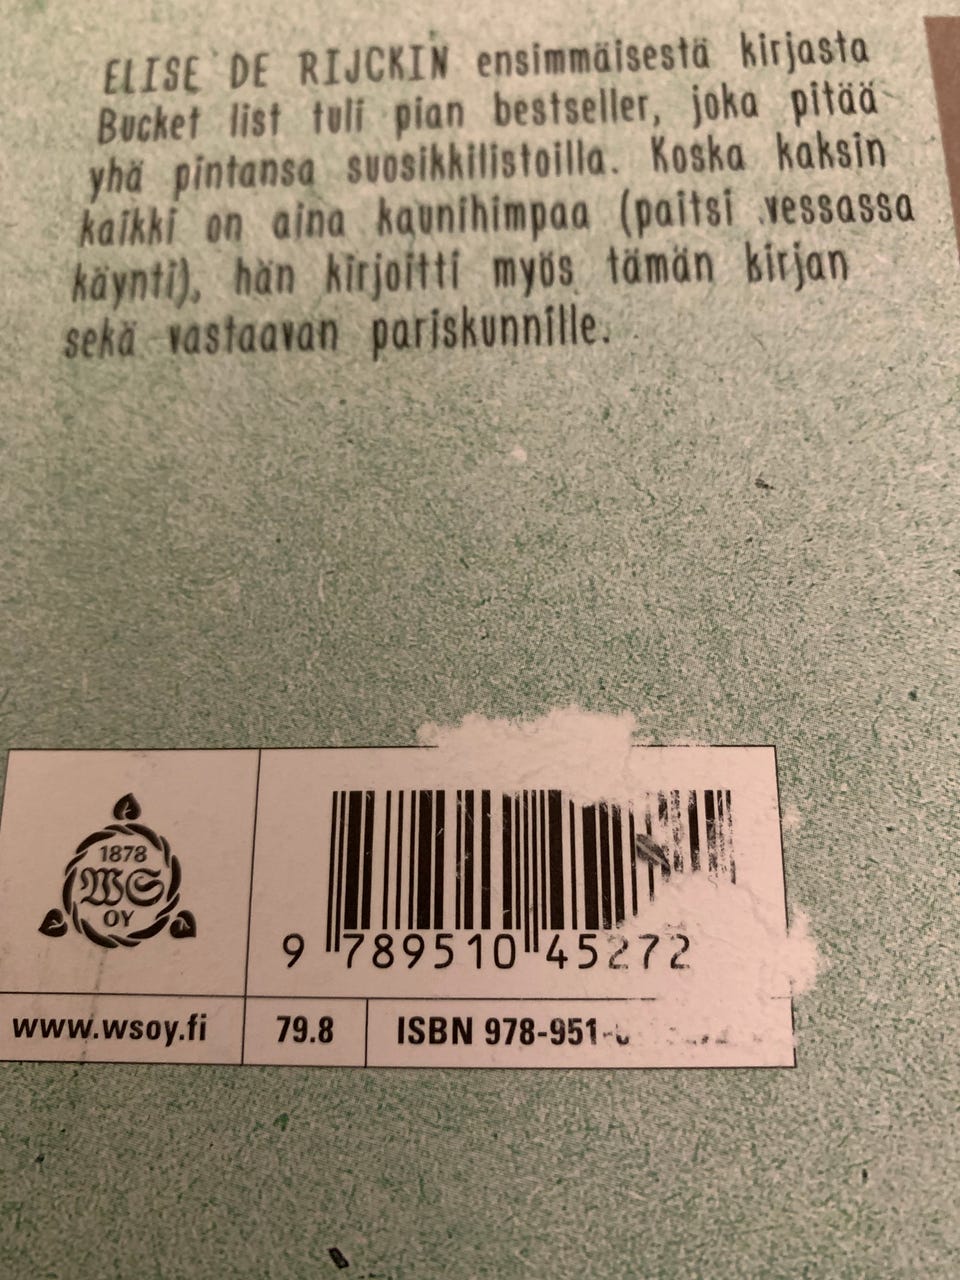 ELISE DE RIJCKIN ensimmäisestä kirjasta
Bucket list tuli pian bestseller, joka pitää
yhä pintansa suosikkilistoilla. Koska kaksin
kaikki on aina kaunihimpaa (paitsi vessassa
käynti), hän kirjoitti myös tämän kirjan
sekä vastaavan pariskunnille.
1878
WS
OY
9 789510 45272
www.wsoy.fi
79.8
ISBN 978-951-